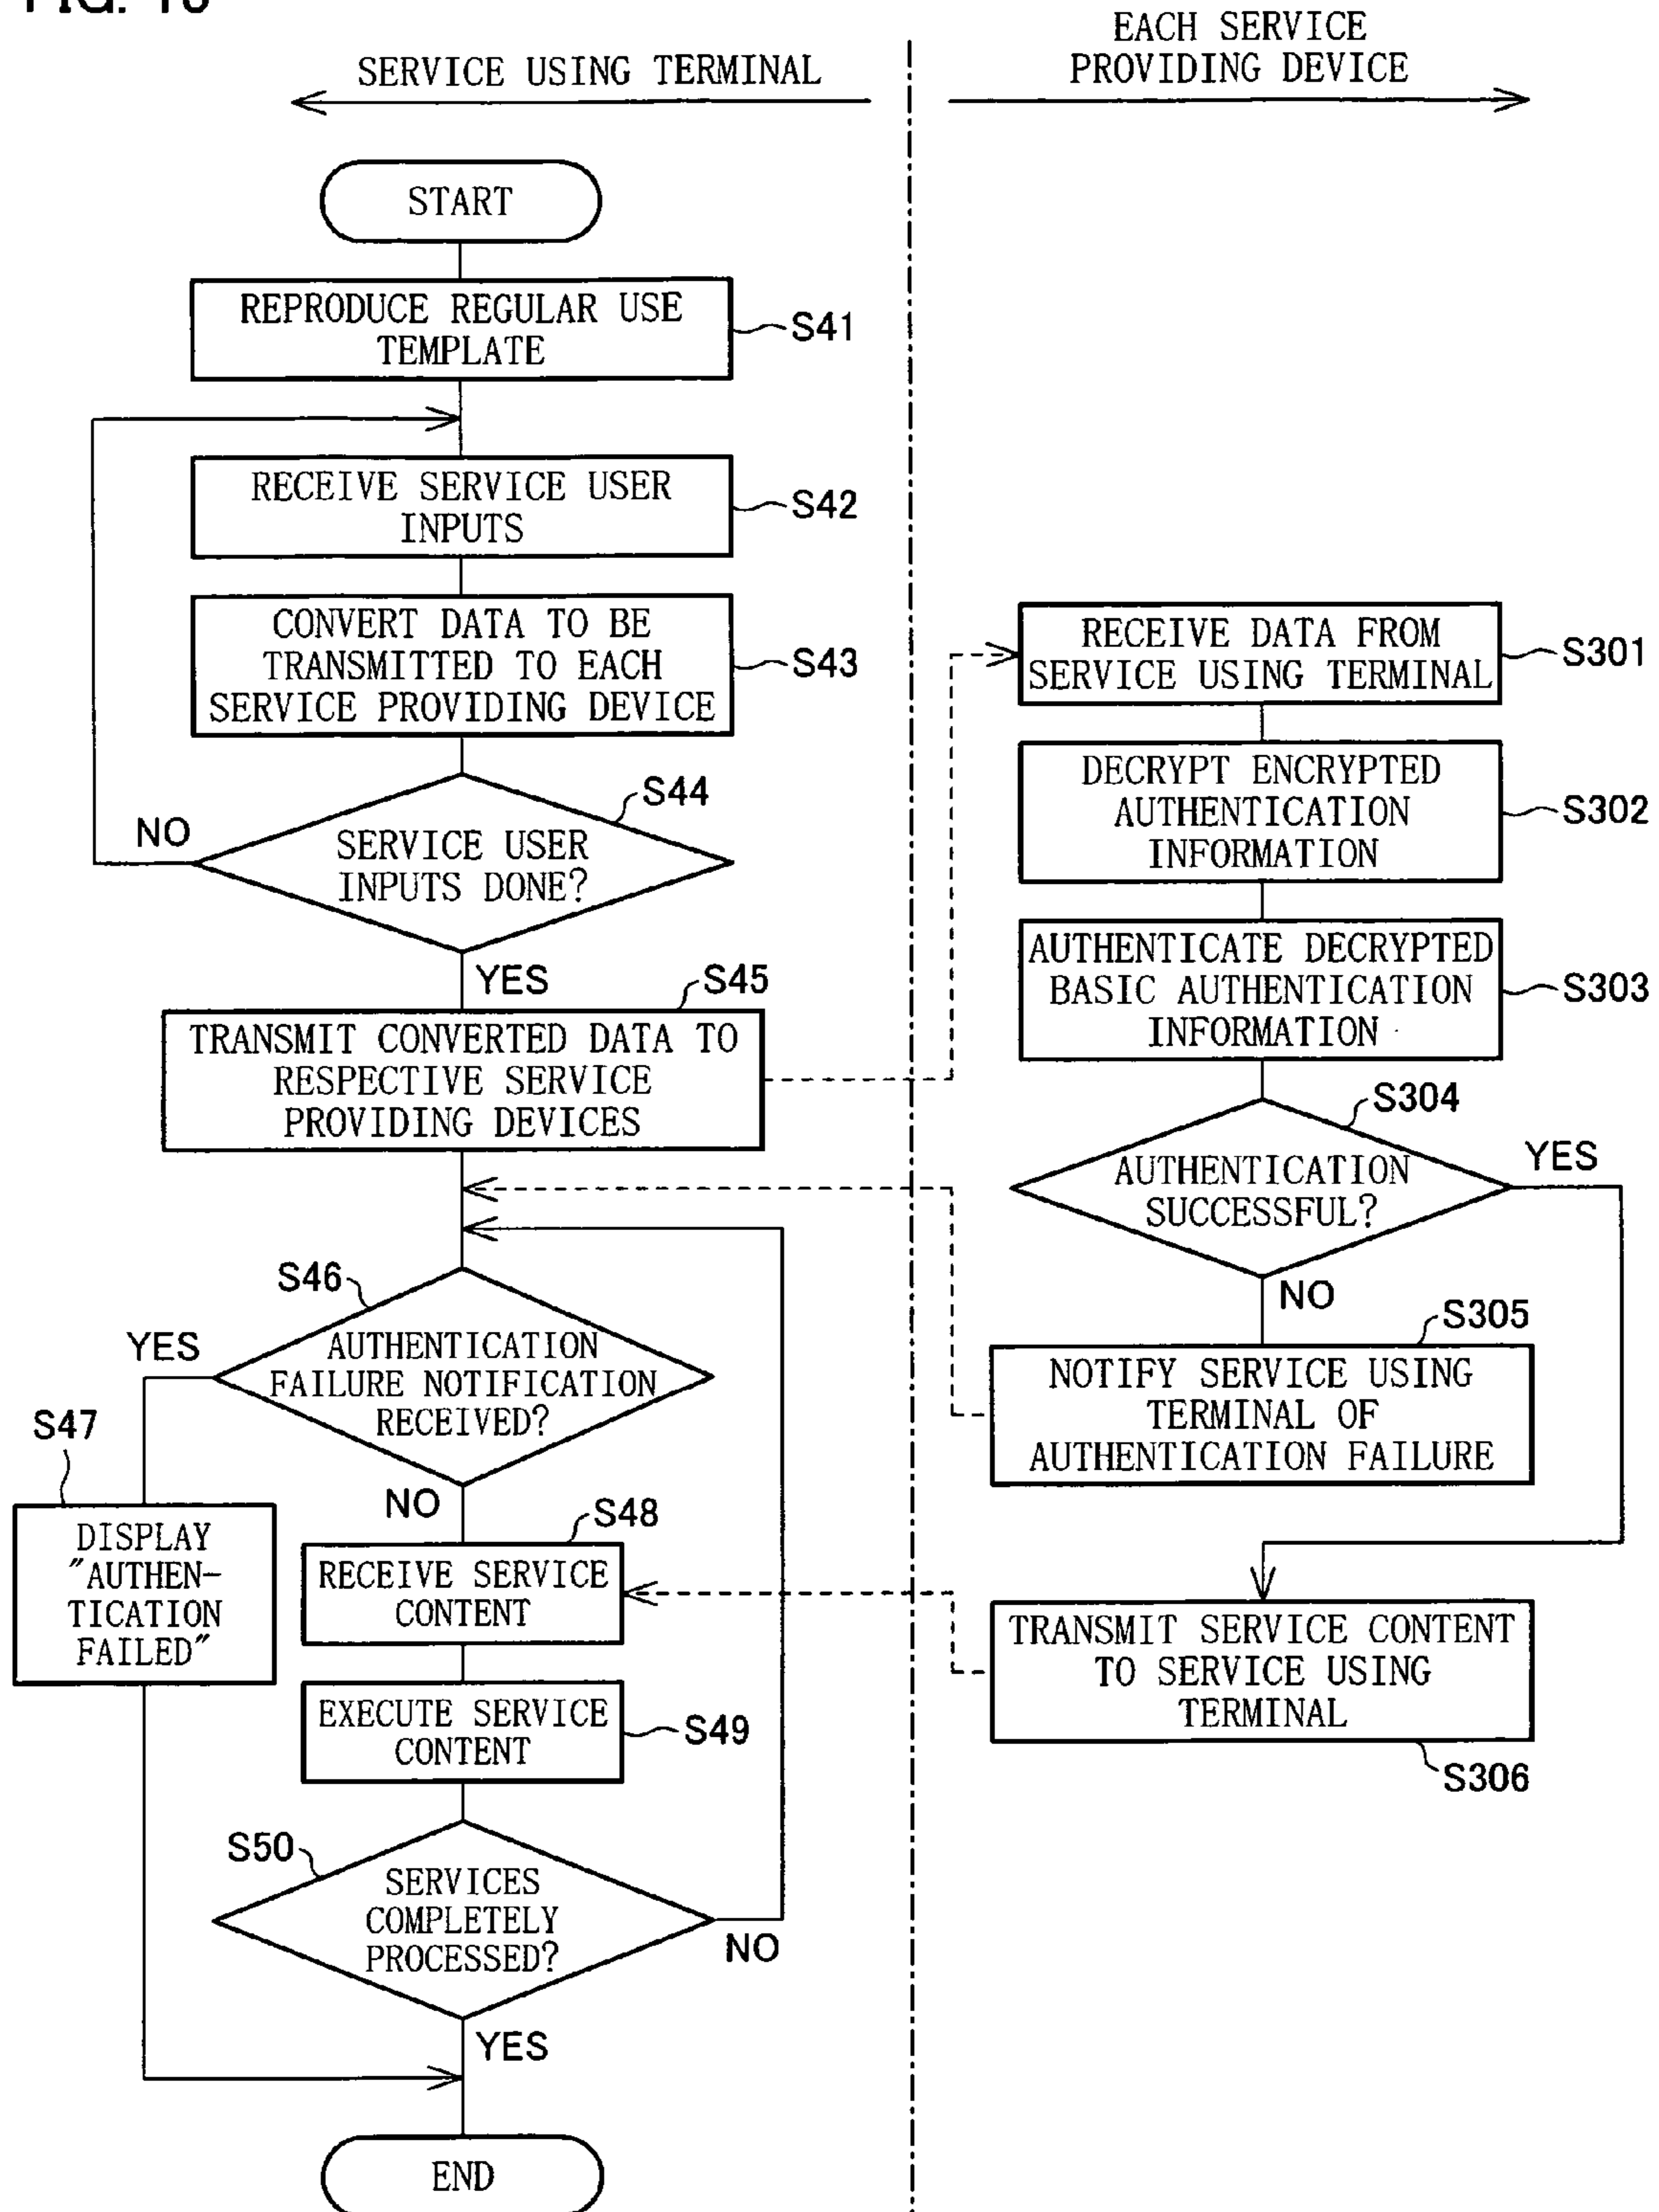 SERVICE USING TERMINAL
EACH SERVICE
PROVIDING DEVICE
START
REPRODUCE REGULAR USE
TEMPLATE
S41
RECEIVE SERVICE USER
INPUTS
S42
CONVERT DATA TO BE
TRANSMITTED TO EACH
SERVICE PROVIDING DEVICE
S43
S44
NO
SERVICE USER
INPUTS DONE?
YES
S45
TRANSMIT CONVERTED DATA TO
RESPECTIVE SERVICE
PROVIDING DEVICES
S46
YES
AUTHENTICATION
FAILURE NOTIFICATION
RECEIVED?
S47
NO
DISPLAY
"AUTHEN-
TICATION
FAILED"
S48
RECEIVE SERVICE
CONTENT
EXECUTE SERVICE
CONTENT
S49
S50
SERVICES
COMPLETELY
PROCESSED?
NO
YES
END
RECEIVE DATA FROM
SERVICE USING TERMINAL
S301
DECRYPT ENCRYPTED
AUTHENTICATION
INFORMATION
S302
AUTHENTICATE DECRYPTED
BASIC AUTHENTICATION
INFORMATION
S303
S304
AUTHENTICATION
SUCCESSFUL?
YES
NO
S305
NOTIFY SERVICE USING
TERMINAL OF
AUTHENTICATION FAILURE
TRANSMIT SERVICE CONTENT
TO SERVICE USING
TERMINAL
S306